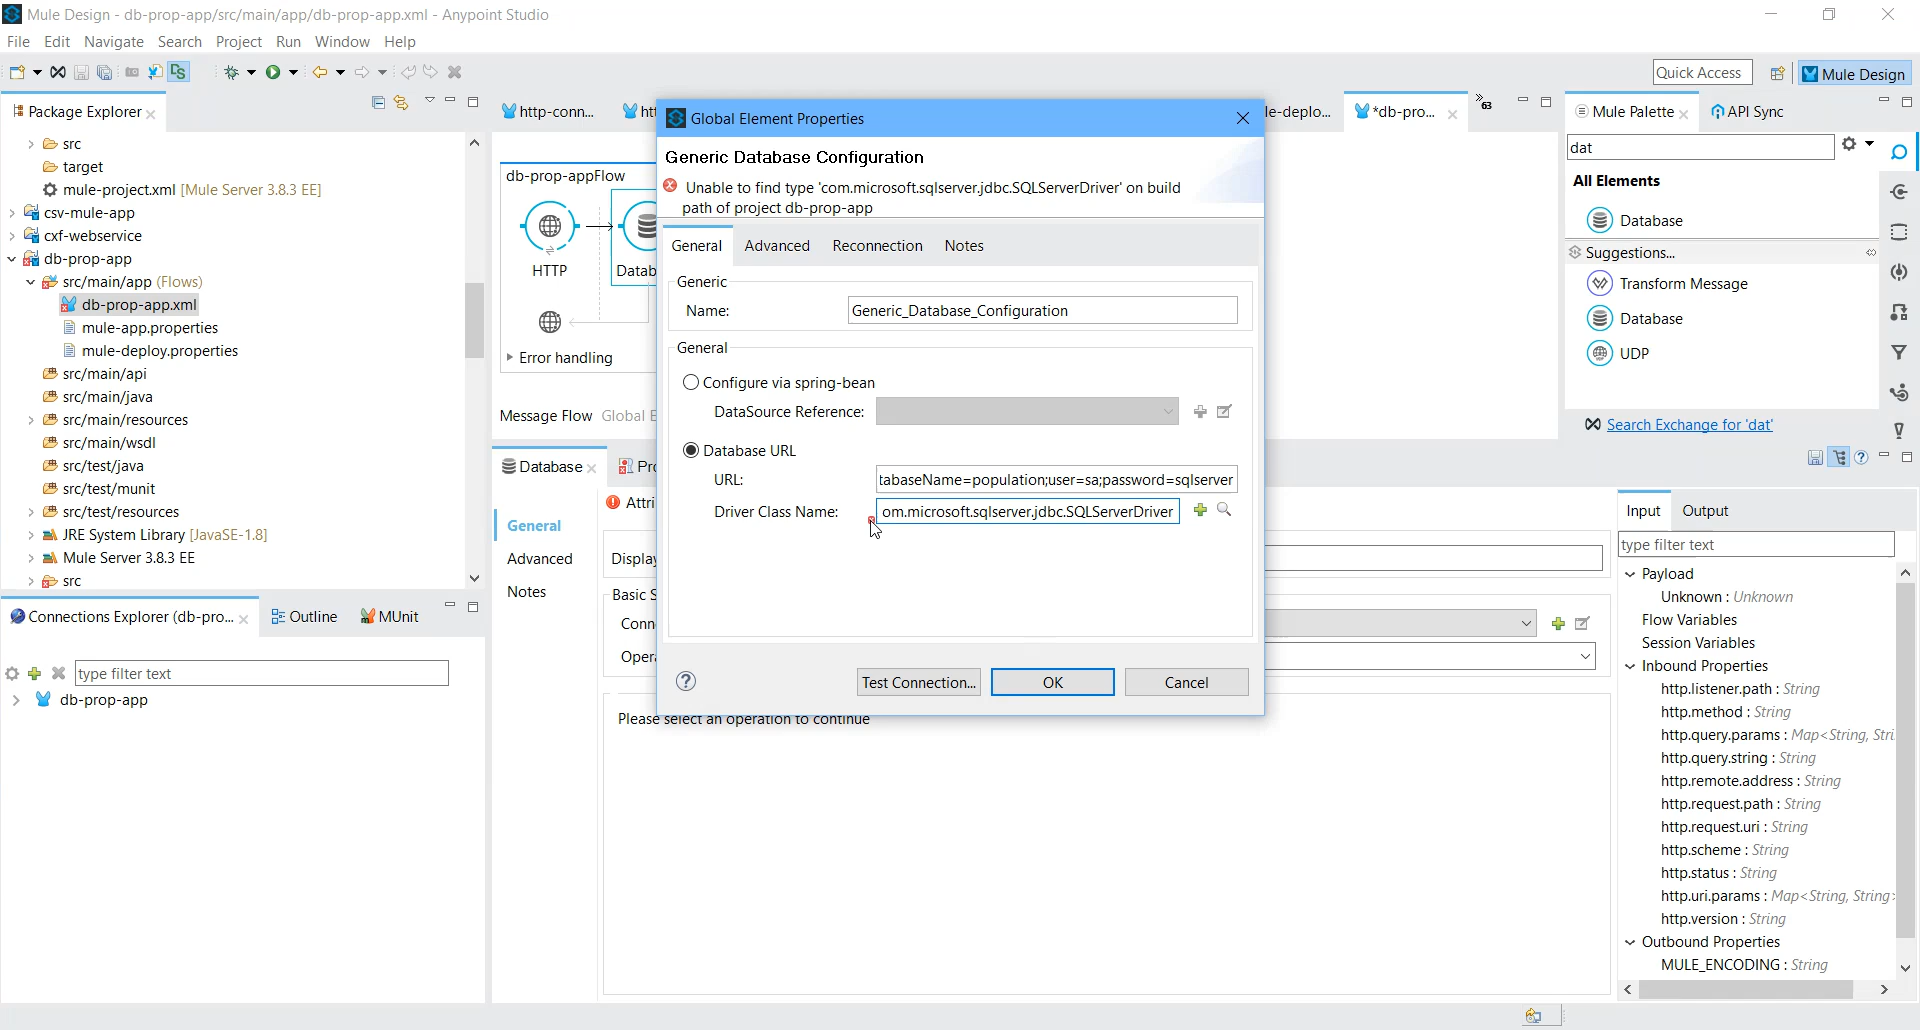 Mule Design - db-prop-app/src/main/app/db-prop-app.xml - Anypoint Studio
File Edit Navigate Search Project Run Window Help
Quick Access
Mule Design
Package Explorer
src
target
mule-project.xml [Mule Server 3.8.3 EE]
csv-mule-app
cxf-webservice
db-prop-app
src/main/app (Flows)
db-prop-app.xml
mule-app.properties
mule-deploy.properties
src/main/api
src/main/java
src/main/resources
src/main/wsdl
src/test/java
src/test/munit
src/test/resources
JRE System Library [JavaSE-1.8]
Mule Server 3.8.3 EE
src
Connections Explorer (db-pro...
Outline
MUnit
type filter text
db-prop-app
http-conn...
htt
le-deplo...
*db-pro...
63
db-prop-appFlow
HTTP
Datab
Error handling
Message Flow Global E
Database
Pro
Attri
General
Advanced
Notes
Display
Basic S
Conn
Opera
Please select an operation to continue
Global Element Properties
Generic Database Configuration
Unable to find type 'com.microsoft.sqlserver.jdbc.SQLServerDriver' on build
path of project db-prop-app
General Advanced Reconnection Notes
Generic
Name: Generic_Database_Configuration
General
Configure via spring-bean
DataSource Reference:
Database URL
URL: tabaseName=population;user=sa;password=sqlserver
Driver Class Name: om.microsoft.sqlserver.jdbc.SQLServerDriver
Test Connection... OK Cancel
Mule Palette
API Sync
dat
All Elements
Database
Suggestions...
Transform Message
Database
UDP
Search Exchange for 'dat'
Input Output
type filter text
Payload
Unknown : Unknown
Flow Variables
Session Variables
Inbound Properties
http.listener.path : String
http.method : String
http.query.params : Map<String, Stri
http.query.string : String
http.remote.address : String
http.request.path : String
http.request.uri : String
http.scheme : String
http.status : String
http.uri.params : Map<String, String>
http.version : String
Outbound Properties
MULE_ENCODING : String